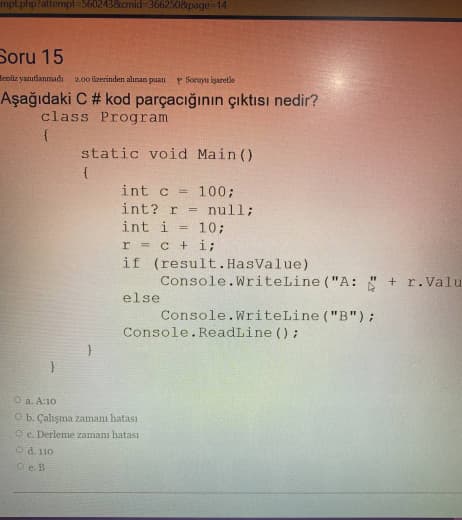 mpt.php?attempt=560243&cmid=366250&page=14
Soru 15
Henüz yanıtlanmadı 2,00 üzerinden alınan puan Soruyu işaretle
Aşağıdaki C # kod parçacığının çıktısı nedir?
class Program
{
static void Main()
{
int c = 100;
int? r = null;
int i = 10;
r = c + i;
if (result.HasValue)
Console.WriteLine("A: " + r.Valu
else
Console.WriteLine("B");
Console.ReadLine();
}
}
a. A:10
b. Çalışma zamanı hatası
c. Derleme zamanı hatası
d. 110
e. B